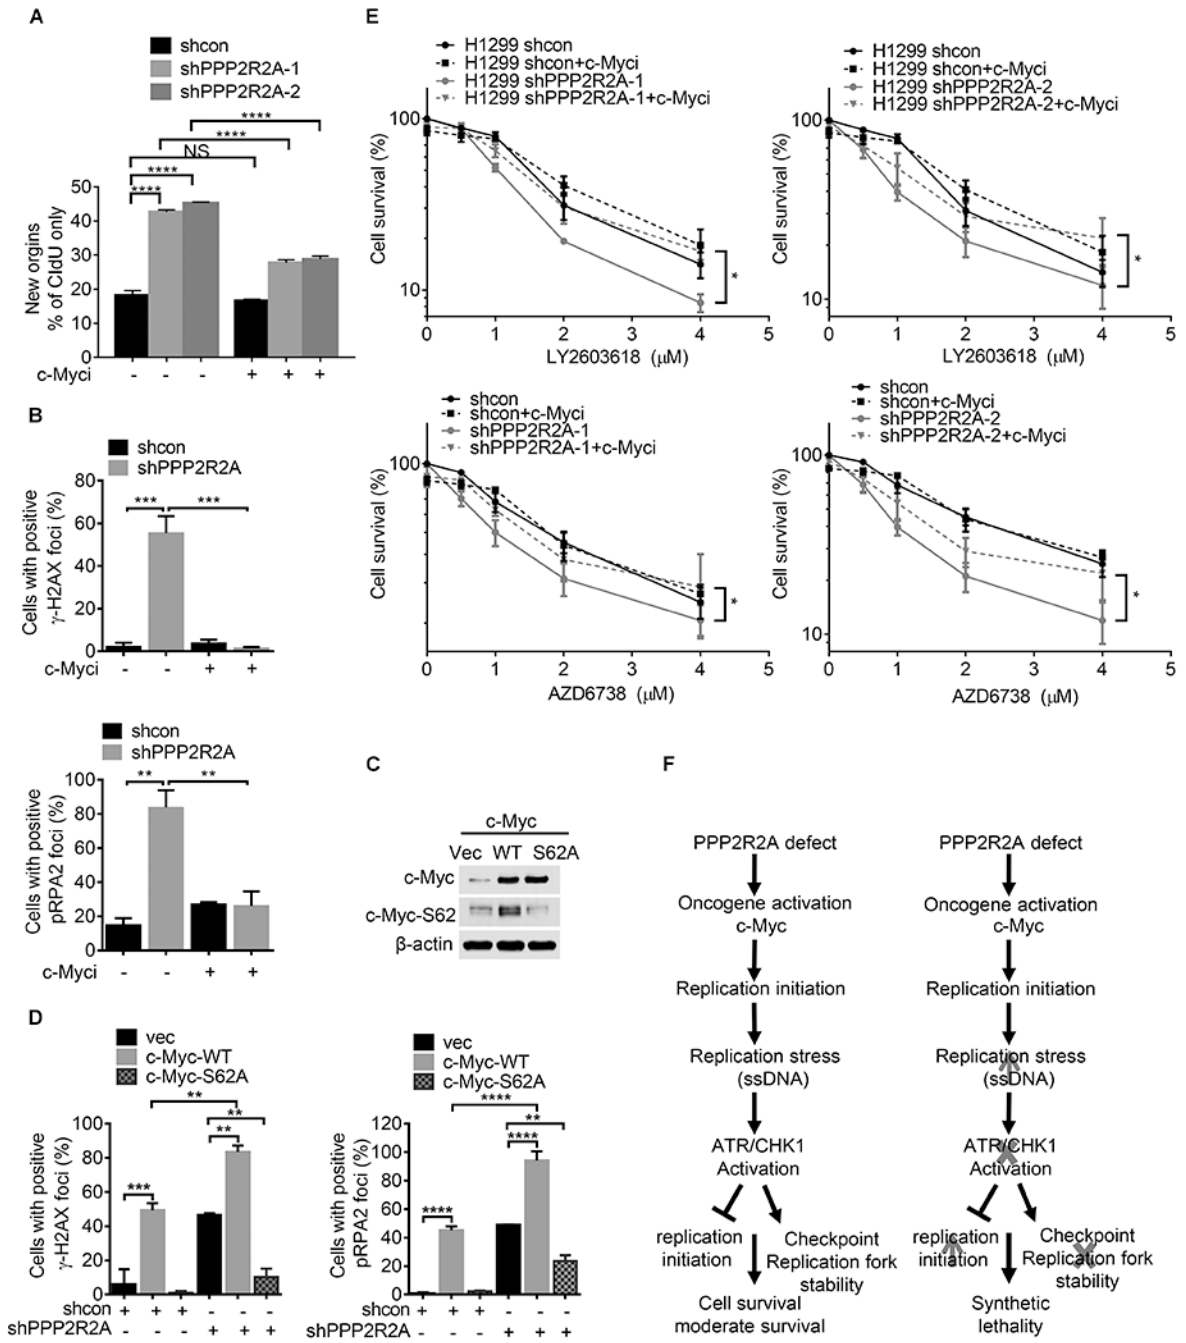 A
shcon
shPPP2R2A-1
shPPP2R2A-2
****
****
NS
****
****
New orgins
% of CldU only
50
40
30
20
10
0
c-Myci - - - + + +
B
shcon
shPPP2R2A
*** ***
Cells with positive
γ-H2AX foci (%)
80
60
40
20
0
c-Myci - - + +
shcon
shPPP2R2A
** **
Cells with positive
pRPA2 foci (%)
100
80
60
40
20
0
c-Myci - - + +
C
c-Myc
Vec WT S62A
c-Myc
c-Myc-S62
β-actin
D
vec
c-Myc-WT
c-Myc-S62A
**
**
**
***
Cells with positive
γ-H2AX foci (%)
100
80
60
40
20
0
shcon + + + - - -
shPPP2R2A - - - + + +
vec
c-Myc-WT
c-Myc-S62A
****
**
****
****
Cells with positive
pRPA2 foci (%)
120
100
80
60
40
20
0
shcon + + + - - -
shPPP2R2A - - - + + +
E
H1299 shcon
H1299 shcon+c-Myci
H1299 shPPP2R2A-1
H1299 shPPP2R2A-1+c-Myci
Cell survival (%)
100
10
*
0 1 2 3 4 5
LY2603618 (μM)
H1299 shcon
H1299 shcon+c-Myci
H1299 shPPP2R2A-2
H1299 shPPP2R2A-2+c-Myci
Cell survival (%)
100
10
*
0 1 2 3 4 5
LY2603618 (μM)
shcon
shcon+c-Myci
shPPP2R2A-1
shPPP2R2A-1+c-Myci
Cell survival (%)
100
*
0 1 2 3 4 5
AZD6738 (μM)
shcon
shcon+c-Myci
shPPP2R2A-2
shPPP2R2A-2+c-Myci
Cell survival (%)
100
10
*
0 1 2 3 4 5
AZD6738 (μM)
F
PPP2R2A defect
Oncogene activation
c-Myc
Replication initiation
Replication stress
(ssDNA)
ATR/CHK1
Activation
replication
initiation
Checkpoint
Replication fork
stability
Cell survival
moderate survival
PPP2R2A defect
Oncogene activation
c-Myc
Replication initiation
Replication stress
(ssDNA)
ATR/CHK1
Activation
replication
initiation
Checkpoint
Replication fork
stability
Synthetic
lethality